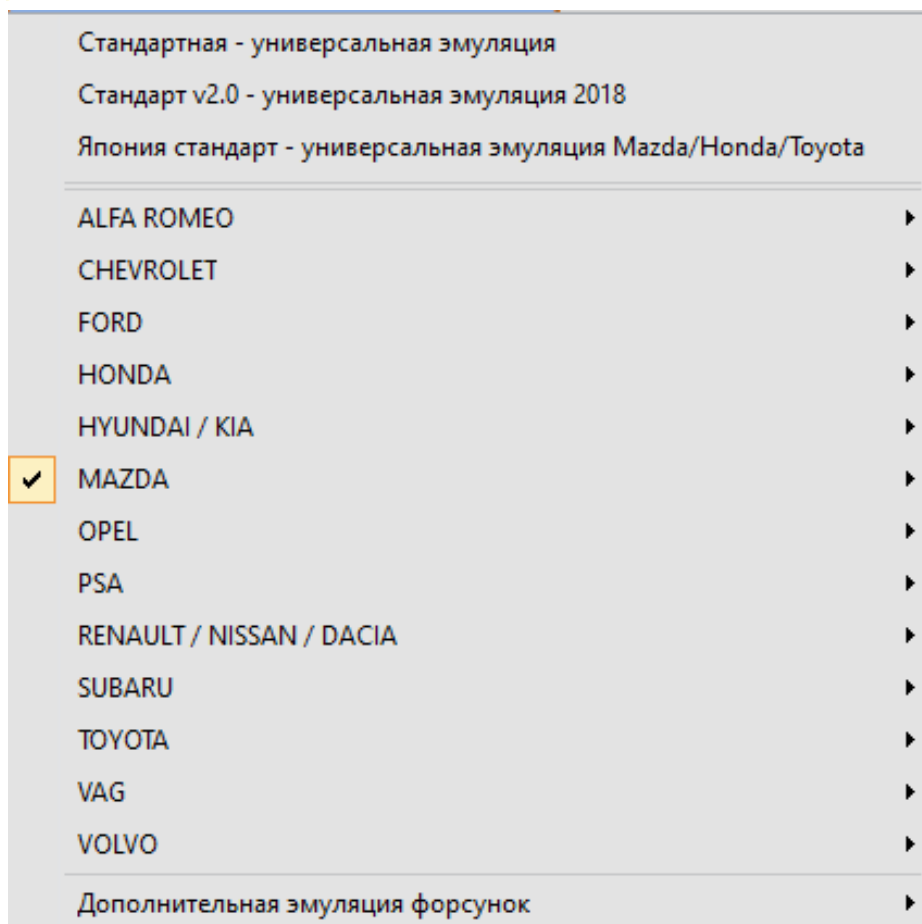 Стандартная - универсальная эмуляция
Стандарт v2.0 - универсальная эмуляция 2018
Япония стандарт - универсальная эмуляция Mazda/Honda/Toyota
ALFA ROMEO
CHEVROLET
FORD
HONDA
HYUNDAI / KIA
MAZDA
OPEL
PSA
RENAULT / NISSAN / DACIA
SUBARU
TOYOTA
VAG
VOLVO
Дополнительная эмуляция форсунок